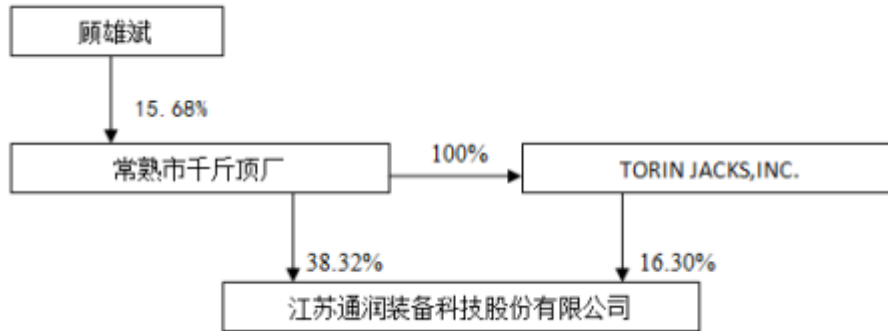 顾雄斌
15.68%
常熟市千斤顶厂
100%
TORIN JACKS,INC.
38.32%
16.30%
江苏通润装备科技股份有限公司